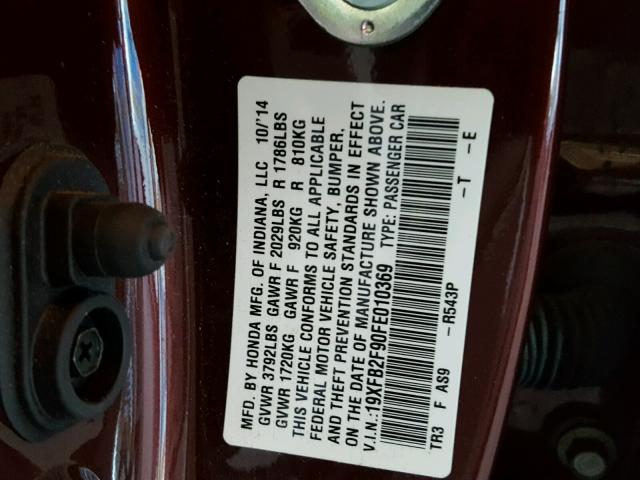 MFD. BY HONDA MFG. OF INDIANA, LLC 10/'14
GVWR 3792LBS GAWR F 2029LBS R 1786LBS
GVWR 1720KG GAWR F 920KG R 810KG
THIS VEHICLE CONFORMS TO ALL APPLICABLE
FEDERAL MOTOR VEHICLE SAFETY, BUMPER,
AND THEFT PREVENTION STANDARDS IN EFFECT
ON THE DATE OF MANUFACTURE SHOWN ABOVE.
V.I.N.:19XFB2F90FE010369 TYPE: PASSENGER CAR
TR3 F AS9 -R543P -T -E